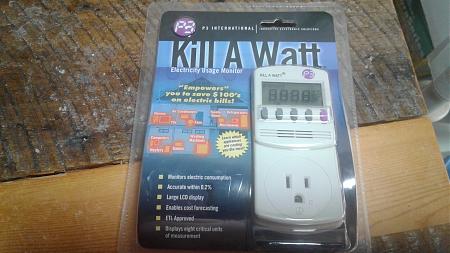 P3
P3 INTERNATIONAL
Kill A Watt™
Electricity Usage Monitor
"Empowers"
you to save $100's
on electric bills!
KILL A WATT®
P3
Monitors electric consumption
Accurate within 0.2%
Large LCD display
Enables cost forecasting
ETL Approved
Displays eight critical units
of measurement